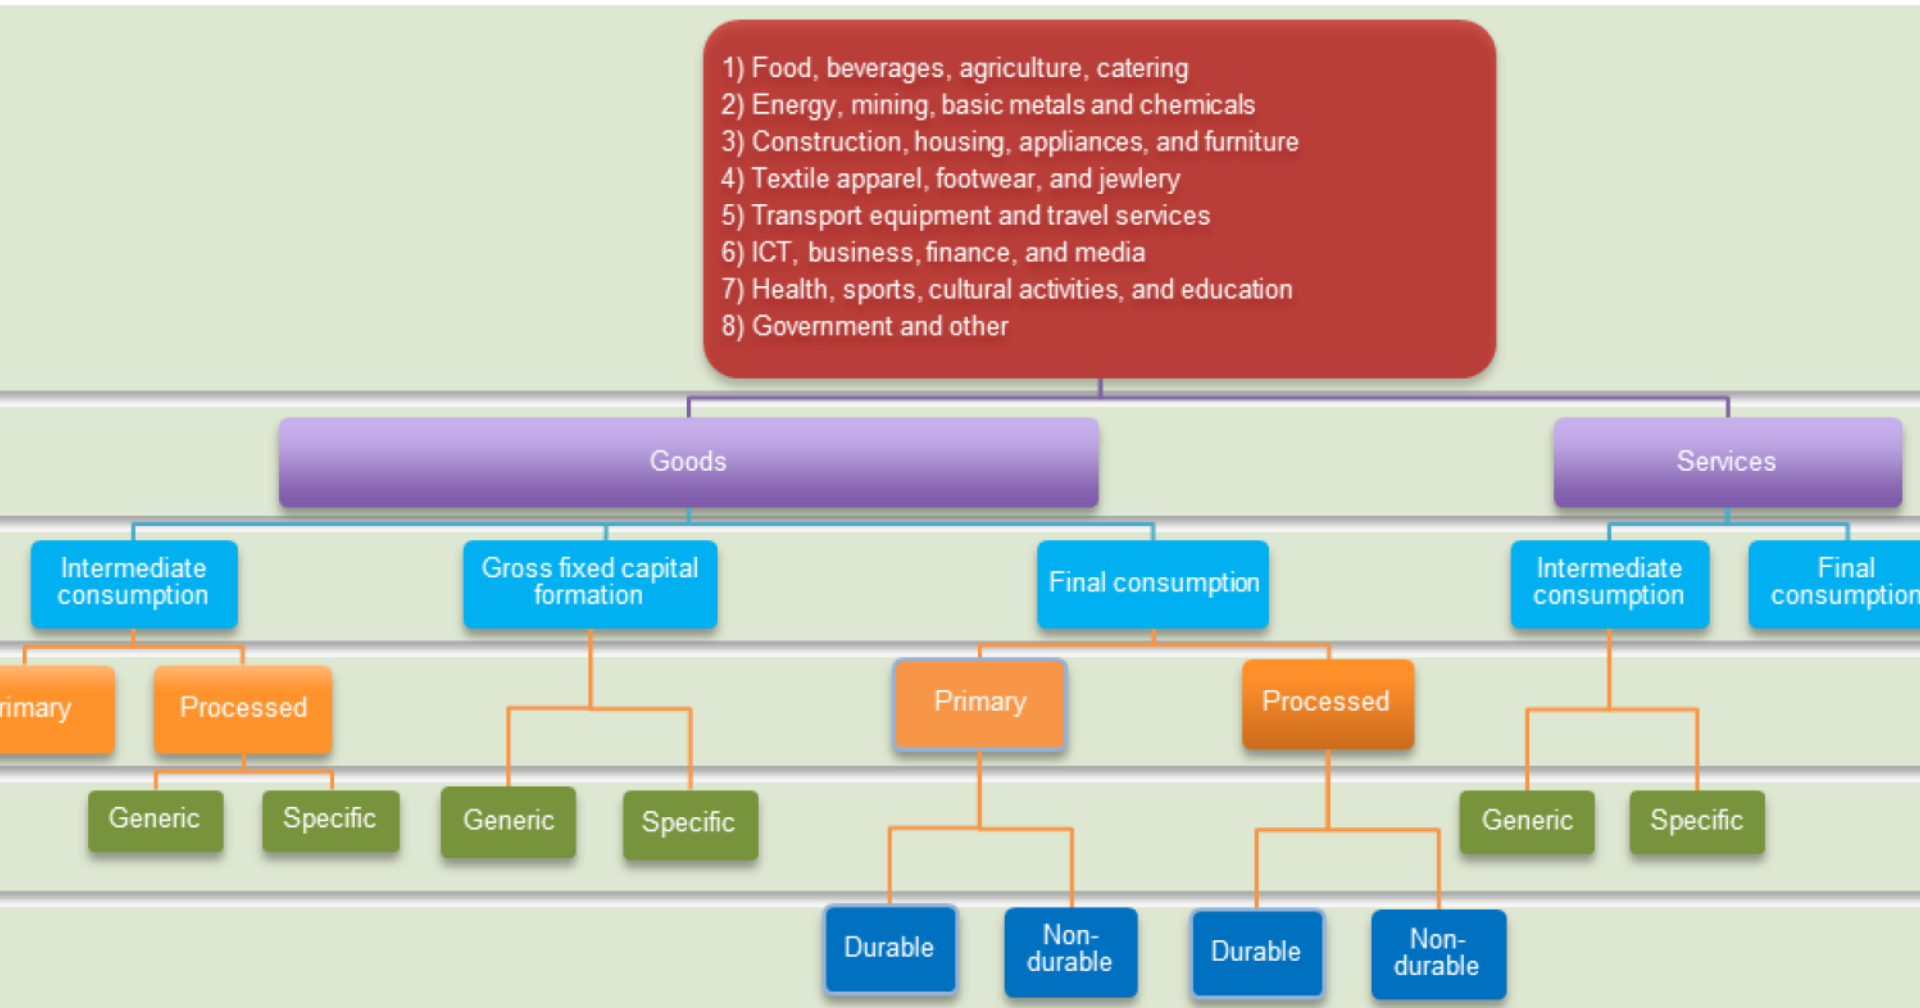 1) Food, beverages, agriculture, catering
2) Energy, mining, basic metals and chemicals
3) Construction, housing, appliances, and furniture
4) Textile apparel, footwear, and jewlery
5) Transport equipment and travel services
6) ICT, business, finance, and media
7) Health, sports, cultural activities, and education
8) Government and other
Goods
Services
Intermediate
consumption
Gross fixed capital
formation
Final consumption
Intermediate
consumption
Final
consumption
rimary
Processed
Primary
Processed
Generic
Specific
Generic
Specific
Generic
Specific
Durable
Non-
durable
Durable
Non-
durable